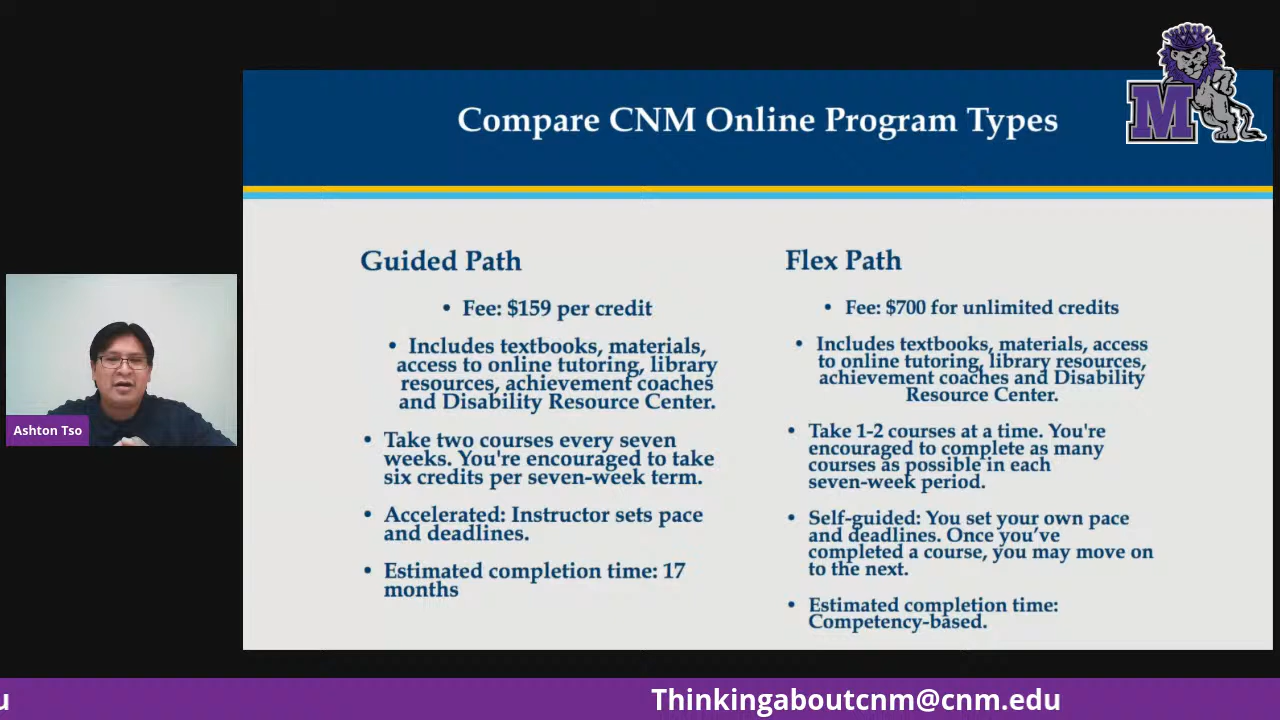 Compare CNM Online Program Types
M
Guided Path
• Fee: $159 per credit
• Includes textbooks, materials,
access to online tutoring, library
resources, achievement coaches
and Disability Resource Center.
• Take two courses every seven
weeks. You're encouraged to take
six credits per seven-week term.
• Accelerated: Instructor sets pace
and deadlines.
• Estimated completion time: 17
months
Flex Path
• Fee: $700 for unlimited credits
• Includes textbooks, materials, access
to online tutoring, library resources,
achievement coaches and Disability
Resource Center.
• Take 1-2 courses at a time. You're
encouraged to complete as many
courses as possible in each
seven-week period.
• Self-guided: You set your own pace
and deadlines. Once you’ve
completed a course, you may move on
to the next.
• Estimated completion time:
Competency-based.
Ashton Tso
u
Thinkingaboutcnm@cnm.edu